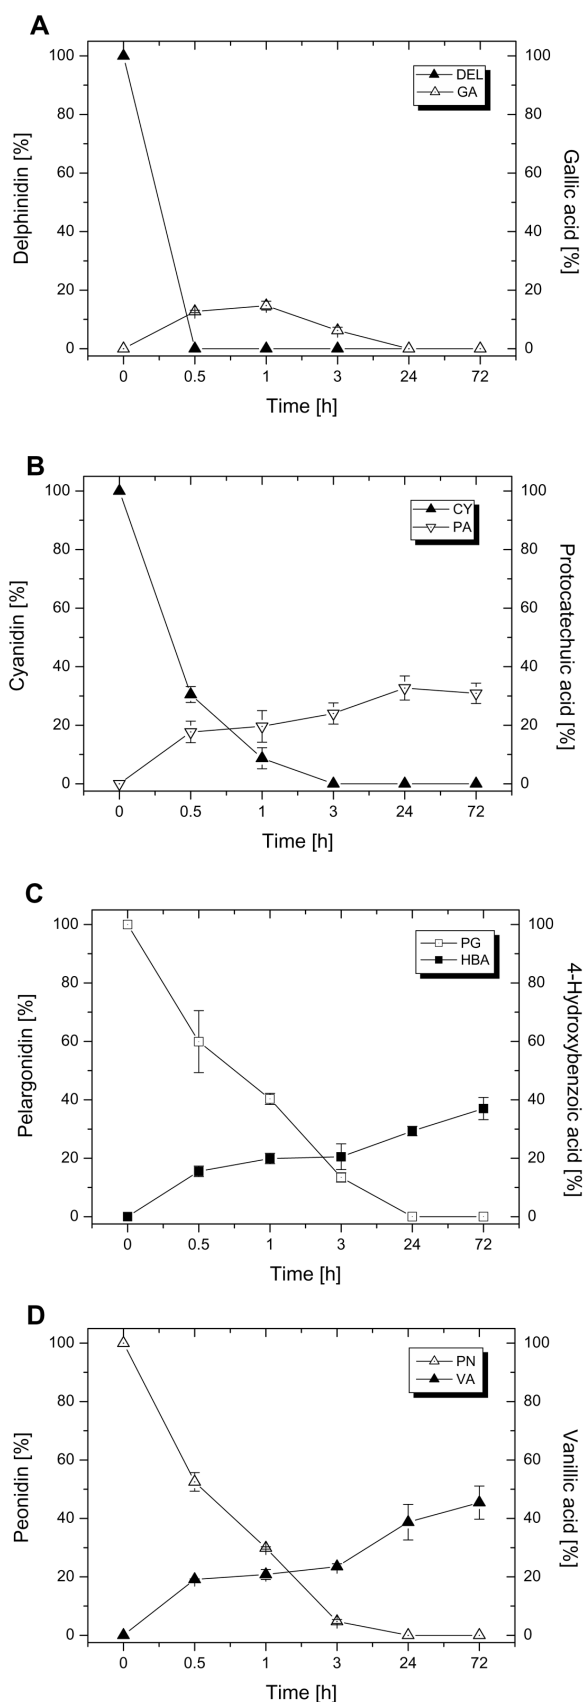 A
DEL
GA
100
80
60
40
20
0
100
80
60
40
20
0
Delphinidin [%]
Gallic acid [%]
0 0.5 1 3 24 72
Time [h]
B
CY
PA
100
80
60
40
20
0
100
80
60
40
20
0
Cyanidin [%]
Protocatechuic acid [%]
0 0.5 1 3 24 72
Time [h]
C
PG
HBA
100
80
60
40
20
0
100
80
60
40
20
0
Pelargonidin [%]
4-Hydroxybenzoic acid [%]
0 0.5 1 3 24 72
Time [h]
D
PN
VA
100
80
60
40
20
0
100
80
60
40
20
0
Peonidin [%]
Vanillic acid [%]
0 0.5 1 3 24 72
Time [h]